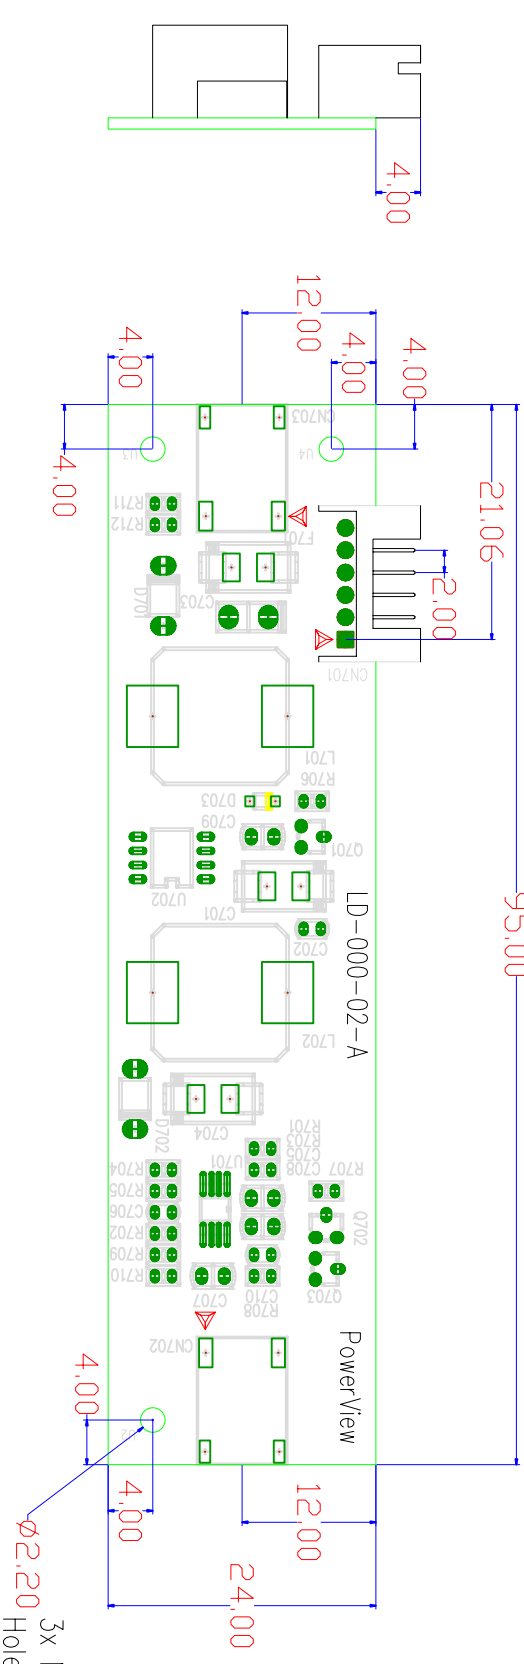 4.00
12.00
4.00
4.00
4.00
4.00
CN703
U3
U4
R711
R712
F701
21.06
D701
C703
2.00
CN701
L701
R706
D703
C709
Q701
U702
C701
C702
95.00
LD-000-02-A
L702
D702
C704
R701
R703
C705
C708
U701
R707
R704
R705
C706
R702
R709
R710
Q702
Q703
C707
C710
R708
CN702
PowerView
4.00
U2
4.00
12.00
24.00
Ø2.20
3x
Hole